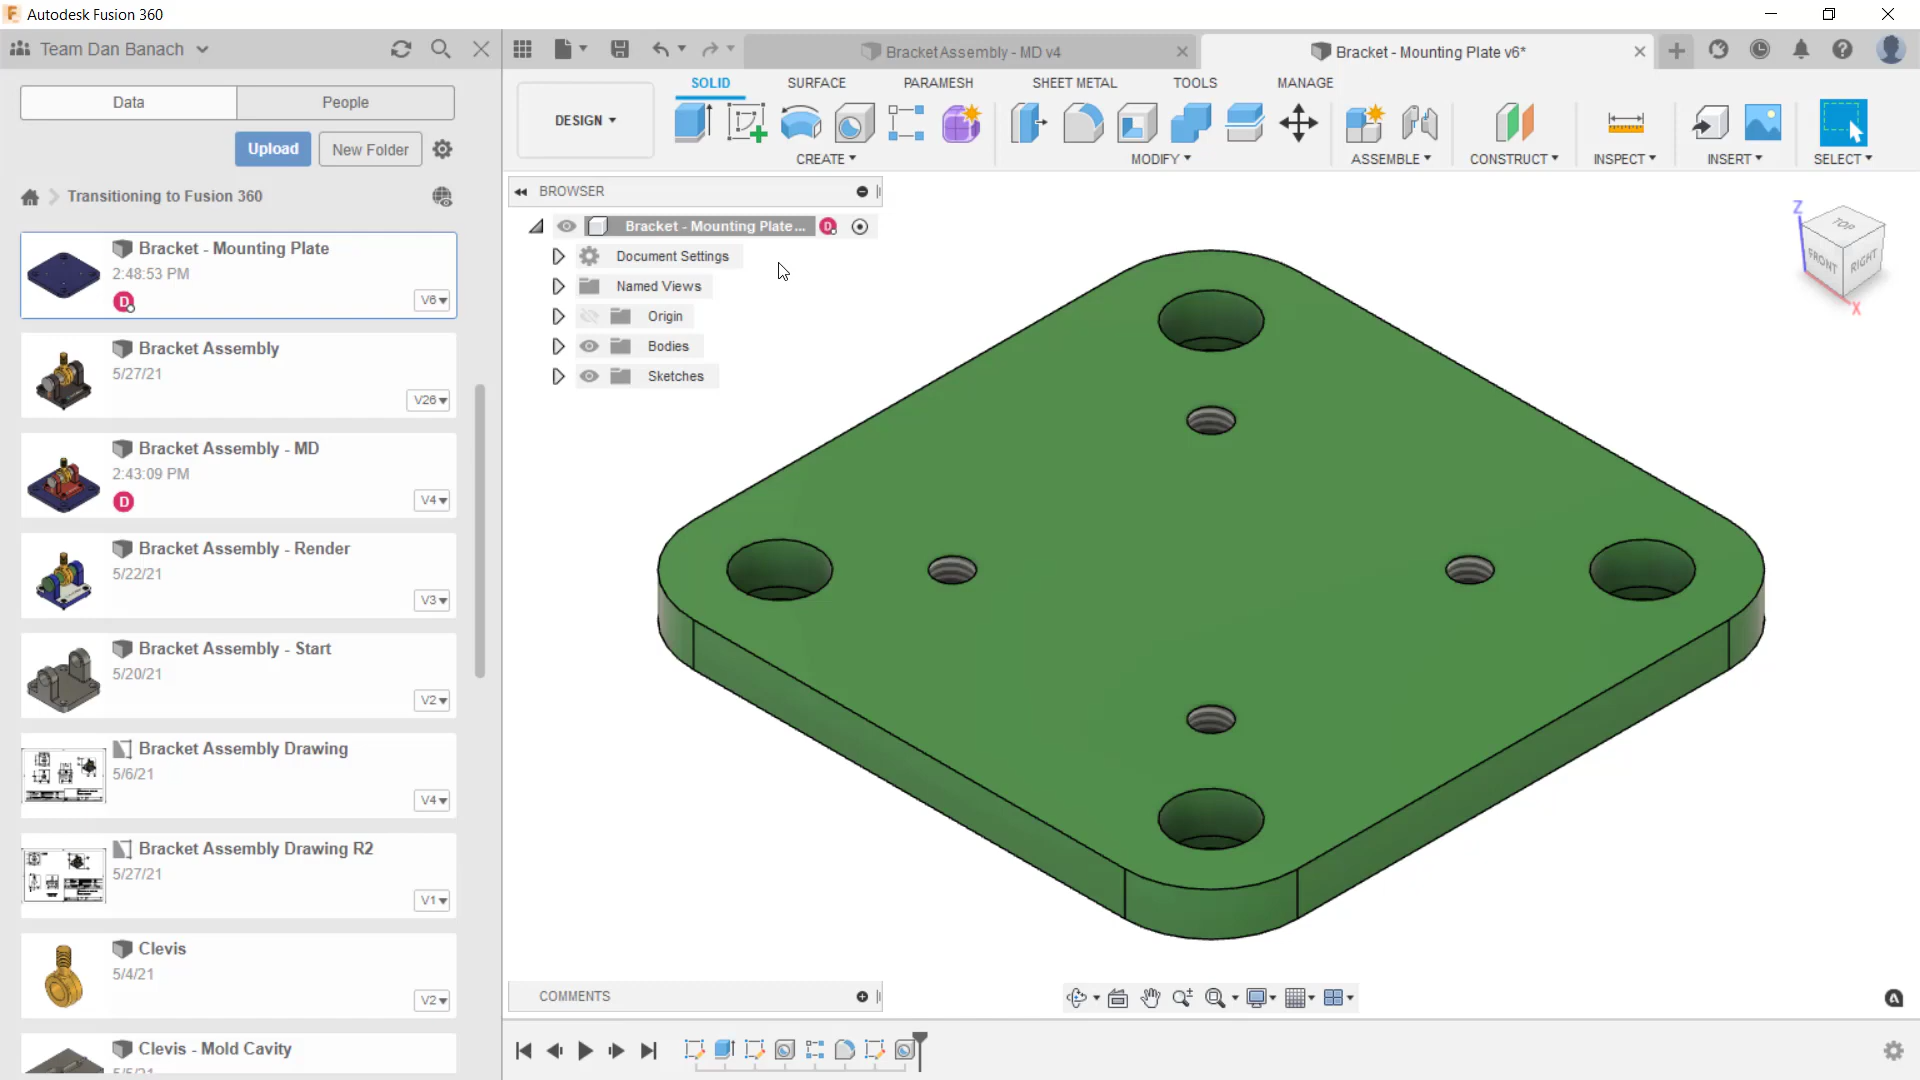 Autodesk Fusion 360
Team Dan Banach
BracketAssembly - MD v4
Bracket - Mounting Plate v6*
Data
People
Upload
New Folder
Transitioning to Fusion 360
Bracket - Mounting Plate
2:48:53 PM
D
V6
Bracket Assembly
5/27/21
V26
Bracket Assembly - MD
2:43:09 PM
D
V4
Bracket Assembly - Render
5/22/21
V3
Bracket Assembly - Start
5/20/21
V2
Bracket Assembly Drawing
5/6/21
V4
Bracket Assembly Drawing R2
5/27/21
V1
Clevis
5/4/21
V2
Clevis - Mold Cavity
SOLID
SURFACE
PARAMESH
SHEET METAL
TOOLS
MANAGE
DESIGN
CREATE
MODIFY
ASSEMBLE
CONSTRUCT
INSPECT
INSERT
SELECT
BROWSER
Bracket - Mounting Plate...
D
Document Settings
Named Views
Origin
Bodies
Sketches
Z
TOP
FRONT
RIGHT
X
COMMENTS